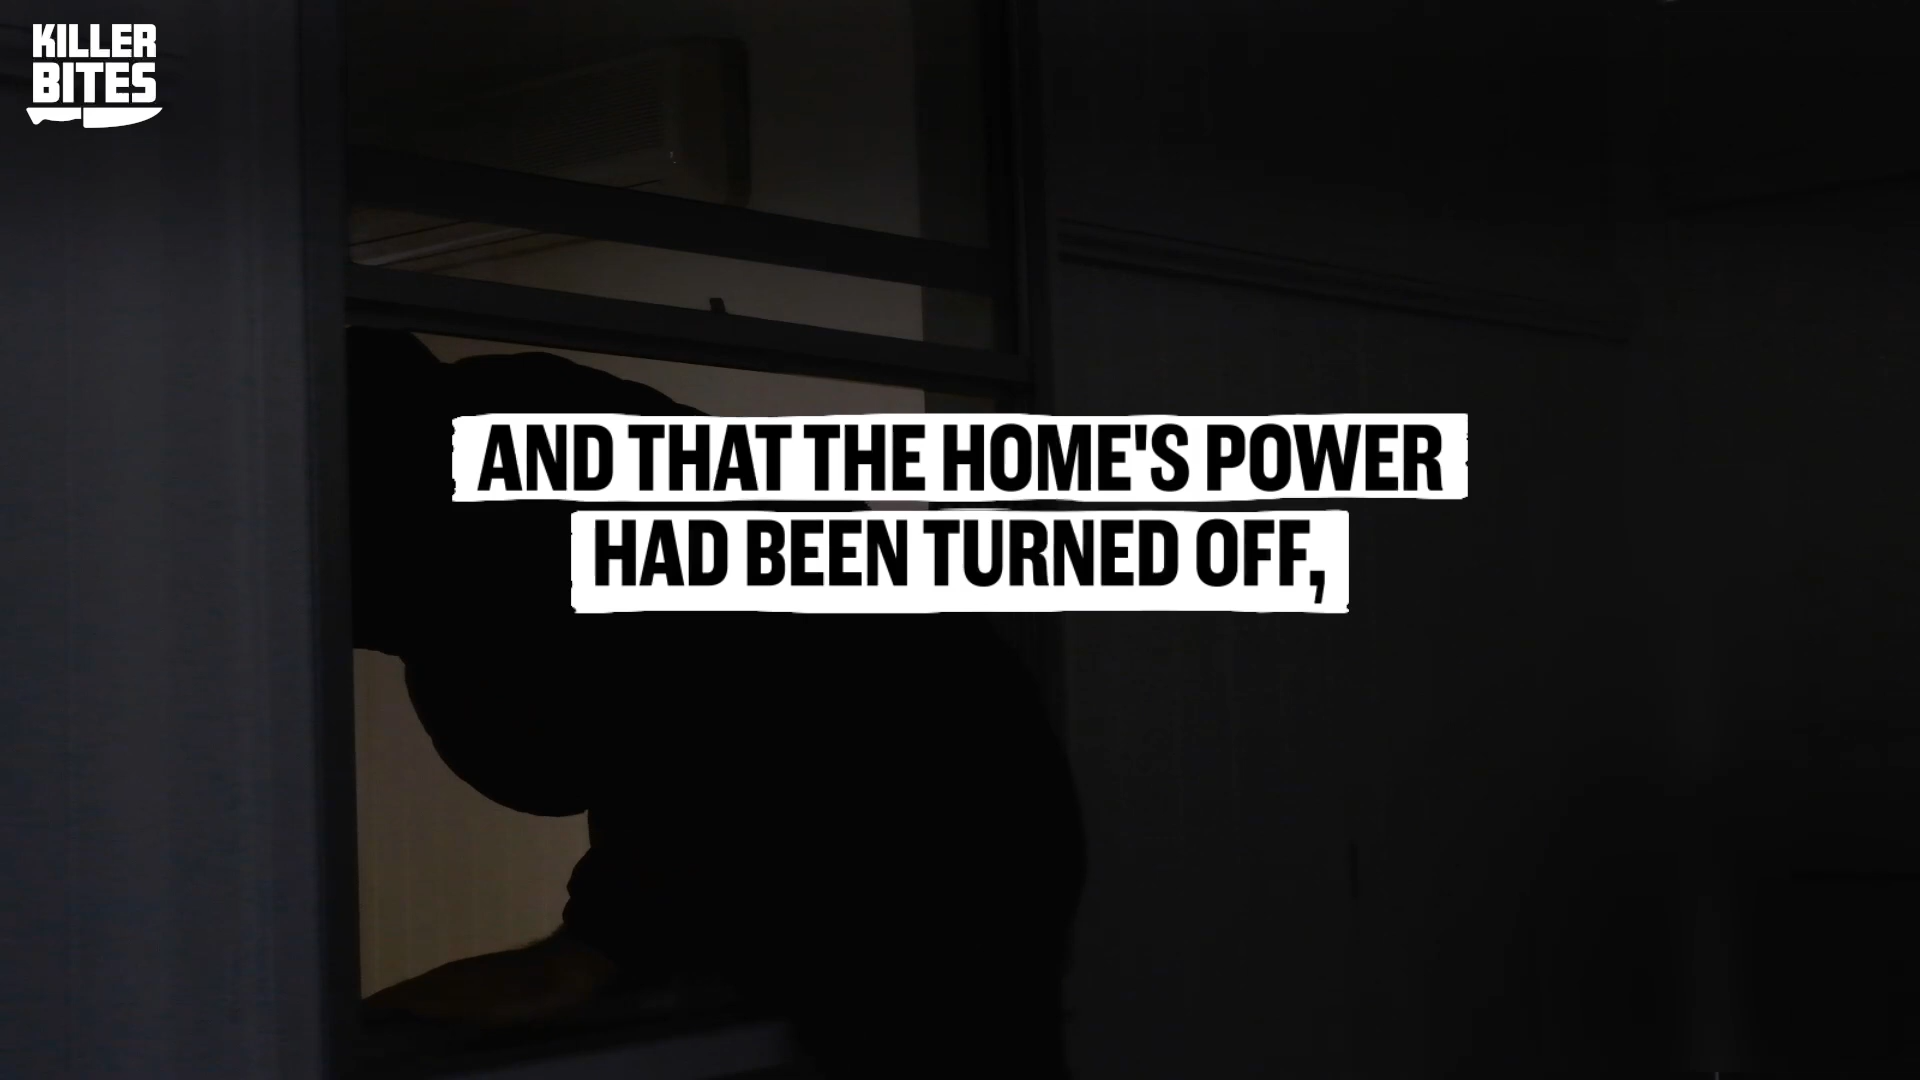 KILLER
BITES
AND THAT THE HOME'S POWER
HAD BEEN TURNED OFF,